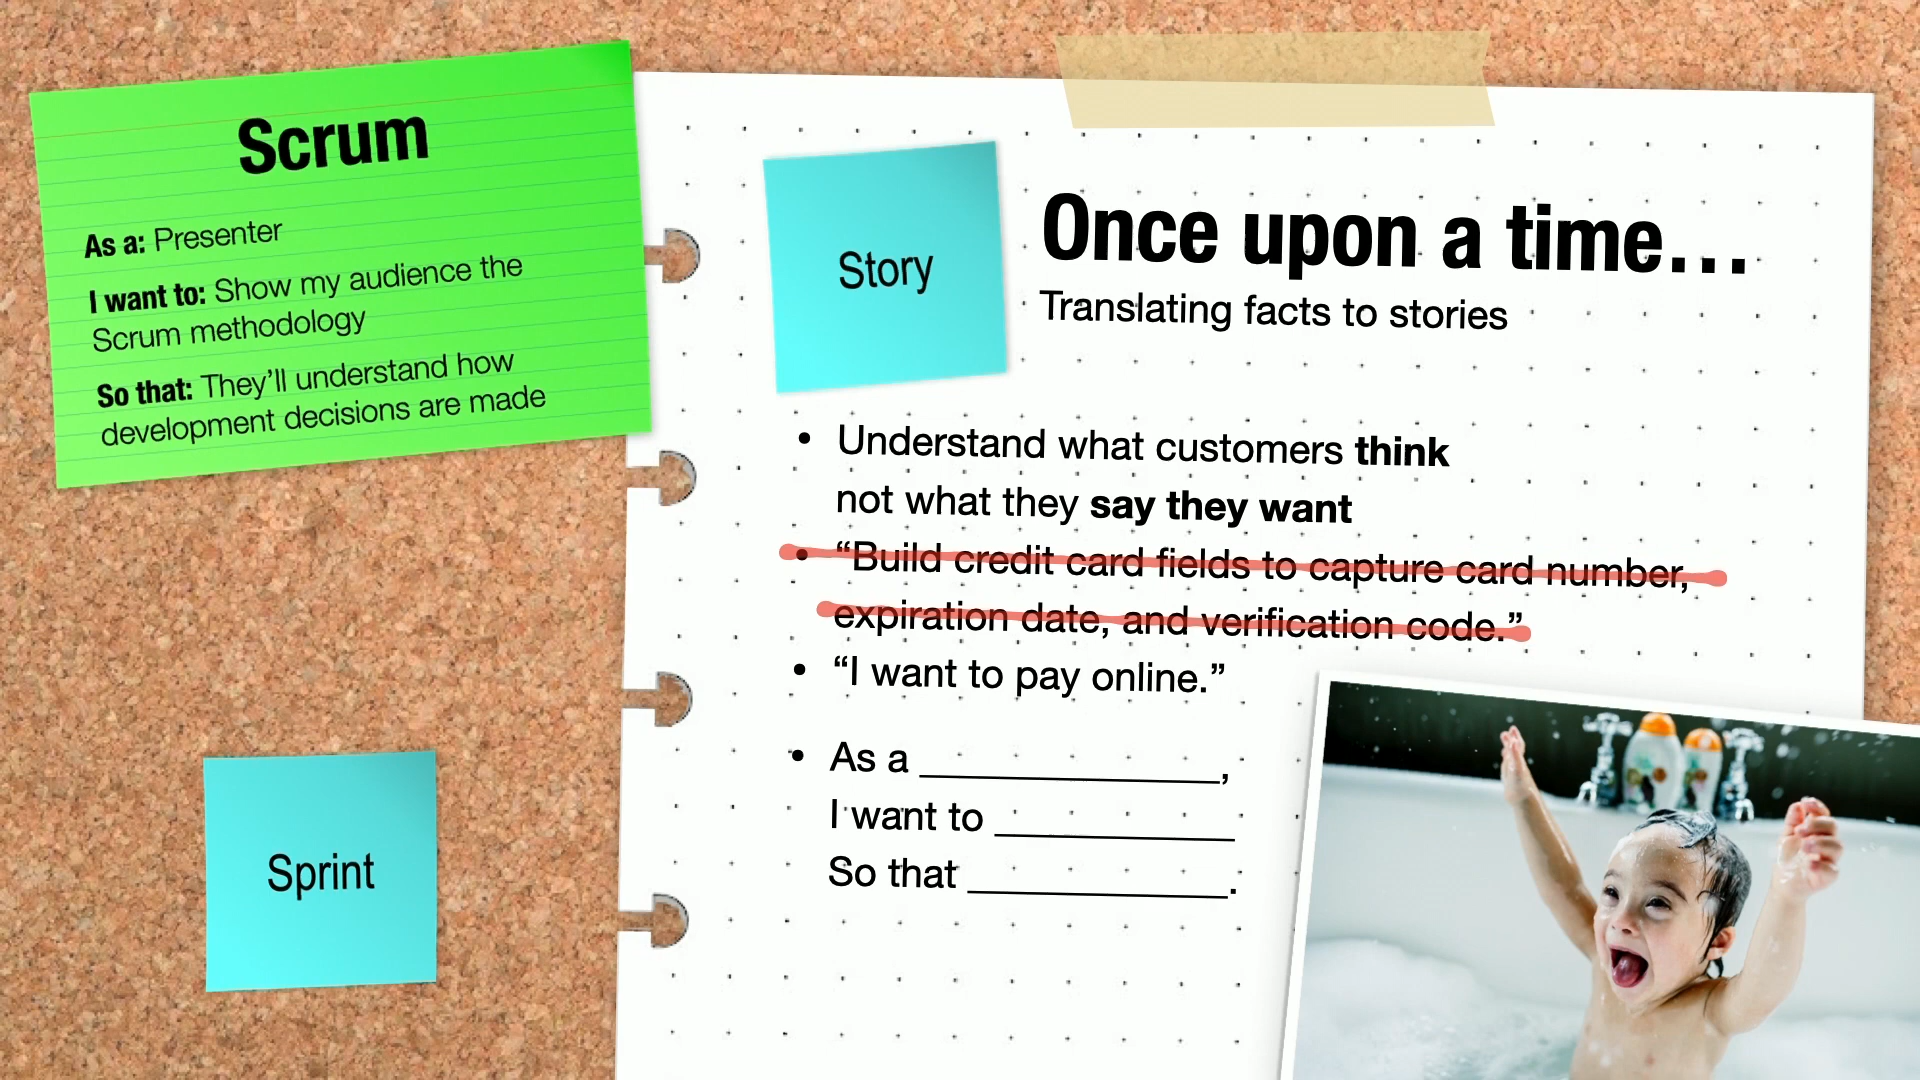 Scrum
As a: Presenter
I want to: Show my audience the
Scrum methodology
So that: They’ll understand how
development decisions are made
Sprint
Story
Once upon a time…
Translating facts to stories
• Understand what customers think
not what they say they want
• “Build credit card fields to capture card number,
expiration date, and verification code.”
• “I want to pay online.”
• As a ______________,
I want to ___________
So that ____________.